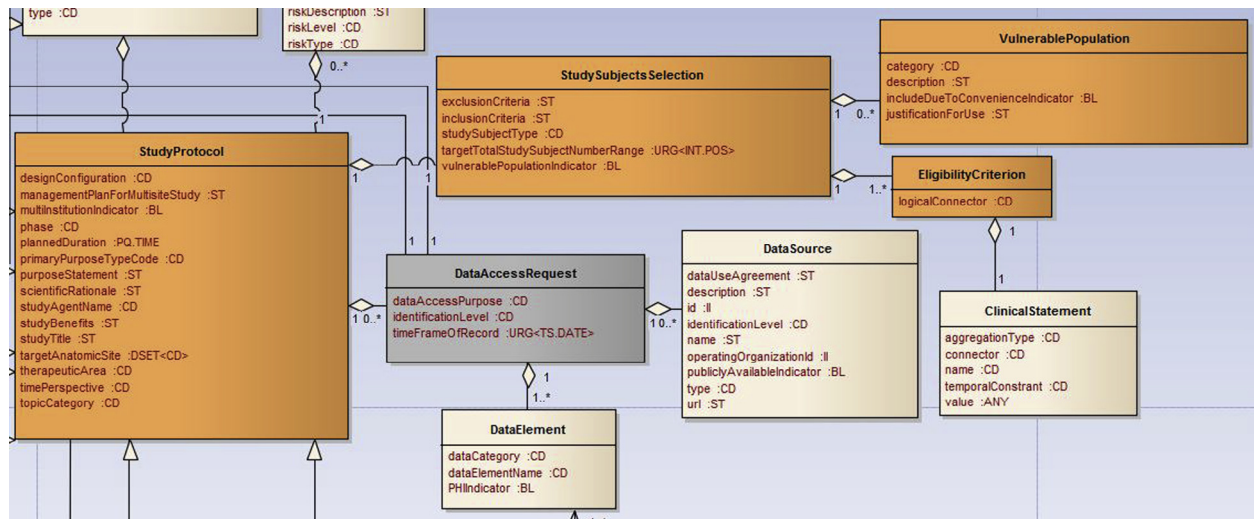 type :CD
riskDescription :ST
riskLevel :CD
riskType :CD
0..*
1
StudyProtocol
designConfiguration :CD
managementPlanForMultisiteStudy :ST
multiInstitutionIndicator :BL
phase :CD
plannedDuration :PQ.TIME
primaryPurposeTypeCode :CD
purposeStatement :ST
scientificRationale :ST
studyAgentName :CD
studyBenefits :ST
studyTitle :ST
targetAnatomicSite :DSET<CD>
therapeuticArea :CD
timePerspective :CD
topicCategory :CD
1
1
1 0..*
1
1
StudySubjectsSelection
exclusionCriteria :ST
inclusionCriteria :ST
studySubjectType :CD
targetTotalStudySubjectNumberRange :URG<INT.POS>
vulnerablePopulationIndicator :BL
1 0..*
1 1..*
VulnerablePopulation
category :CD
description :ST
includeDueToConvenienceIndicator :BL
justificationForUse :ST
EligibilityCriterion
logicalConnector :CD
1
1
ClinicalStatement
aggregationType :CD
connector :CD
name :CD
temporalConstrant :CD
value :ANY
DataAccessRequest
dataAccessPurpose :CD
identificationLevel :CD
timeFrameOfRecord :URG<TS.DATE>
1 0..*
1
1..*
DataSource
dataUseAgreement :ST
description :ST
id :II
identificationLevel :CD
name :ST
operatingOrganizationId :II
publiclyAvailableIndicator :BL
type :CD
url :ST
DataElement
dataCategory :CD
dataElementName :CD
PHIIndicator :BL